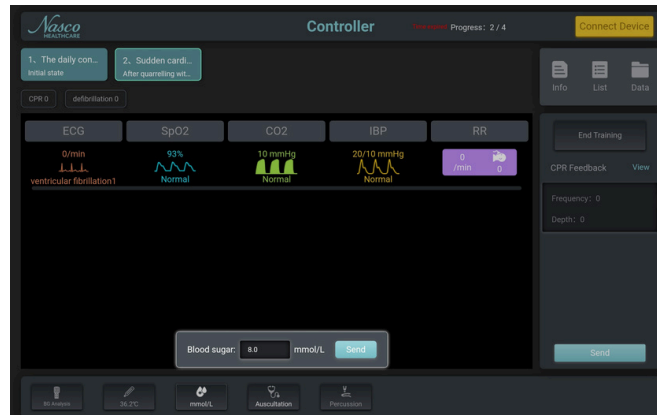 Nasco
HEALTHCARE
Controller
Progress: 2 / 4
Connect Device
1、The daily con...
Initial state
2、Sudden cardi...
After quarrelling wit...
Info
List
Data
CPR 0
defibrillation 0
ECG
SpO2
CO2
IBP
RR
End Training
0/min
93%
10 mmHg
20/10 mmHg
0
/min
0
ventricular fibrillation1
Normal
Normal
Normal
CPR Feedback
View
Frequency: 0
Depth: 0
Blood sugar:
8.0
mmol/L
Send
Send
BS Analysis
36.2℃
mmol/L
Auscultation
Percussion